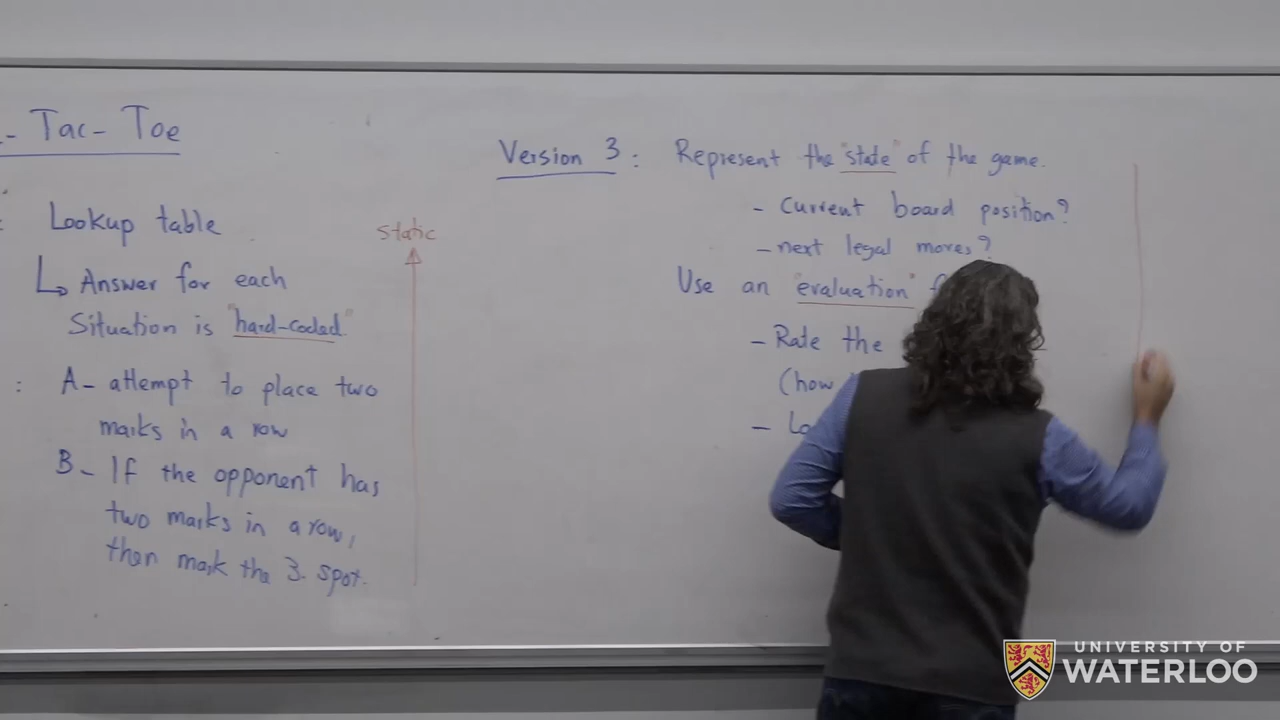 - Tac - Toe
: Lookup table
↳ Answer for each
Situation is "hard-coded"
: A- attempt to place two
marks in a row
B- If the opponent has
two marks in a row,
then mark the 3. spot.
static
Version 3: Represent the "state" of the game.
- Current board position?
- next legal moves?
Use an "evaluation"
- Rate the
(how
-
UNIVERSITY OF
WATERLOO